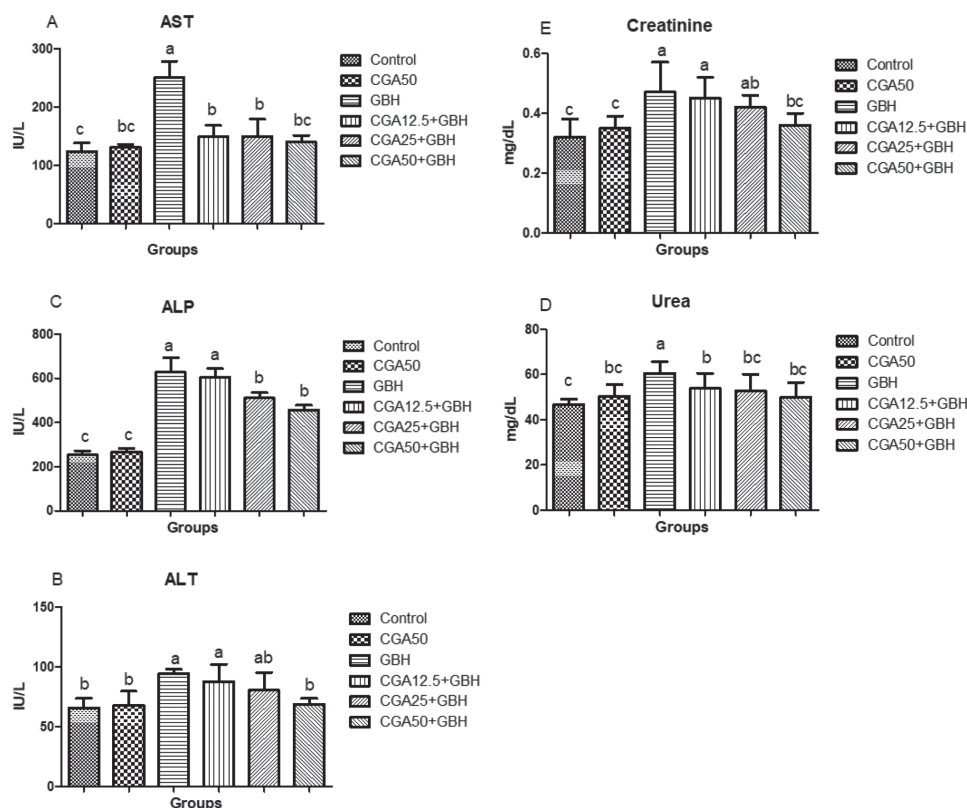 A
AST
300
200
100
0
IU/L
c
bc
a
b
b
bc
Groups
Control
CGA50
GBH
CGA12.5+GBH
CGA25+GBH
CGA50+GBH
E
Creatinine
0.6
0.4
0.2
0.0
mg/dL
c
c
a
a
ab
bc
Groups
Control
CGA50
GBH
CGA12.5+GBH
CGA25+GBH
CGA50+GBH
C
ALP
800
600
400
200
0
IU/L
c
c
a
a
b
b
Groups
Control
CGA50
GBH
CGA12.5+GBH
CGA25+GBH
CGA50+GBH
D
Urea
80
60
40
20
0
mg/dL
c
bc
a
b
bc
bc
Groups
Control
CGA50
GBH
CGA12.5+GBH
CGA25+GBH
CGA50+GBH
B
ALT
150
100
50
0
IU/L
b
b
a
a
ab
b
Groups
Control
CGA50
GBH
CGA12.5+GBH
CGA25+GBH
CGA50+GBH